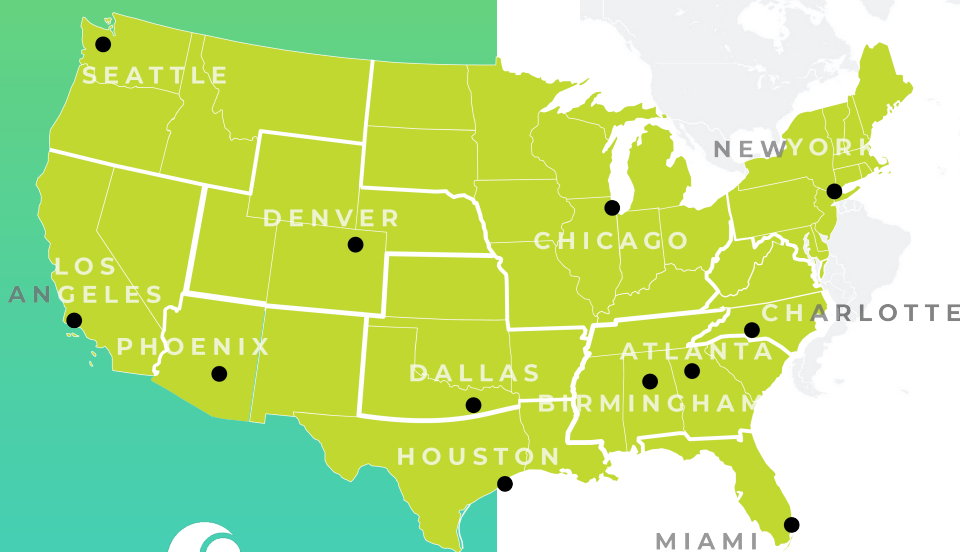 SEATTLE
NEW YORK
DENVER
CHICAGO
LOS
ANGELES
CHARLOTTE
PHOENIX
ATLANTA
DALLAS
BIRMINGHAM
HOUSTON
MIAMI